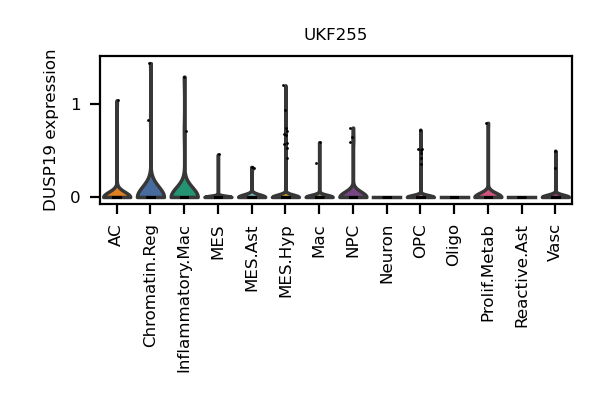 UKF255
DUSP19 expression
1
0
AC
Chromatin.Reg
Inflammatory.Mac
MES
MES.Ast
MES.Hyp
Mac
NPC
Neuron
OPC
Oligo
Prolif.Metab
Reactive.Ast
Vasc